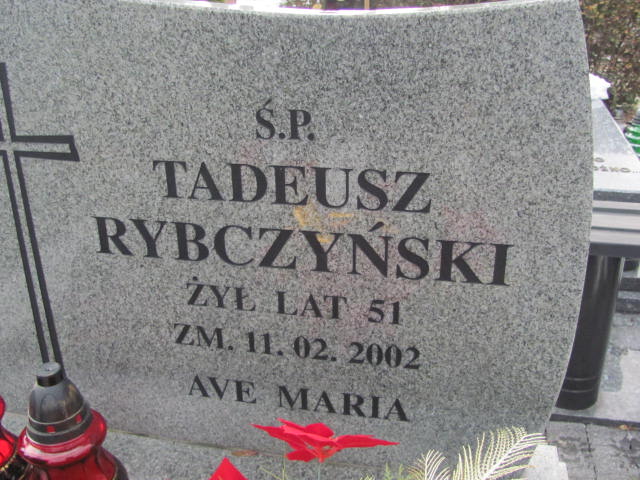 Ś.P.
TADEUSZ
RYBCZYŃSKI
ŻYŁ LAT 51
ZM. 11. 02. 2002
AVE MARIA